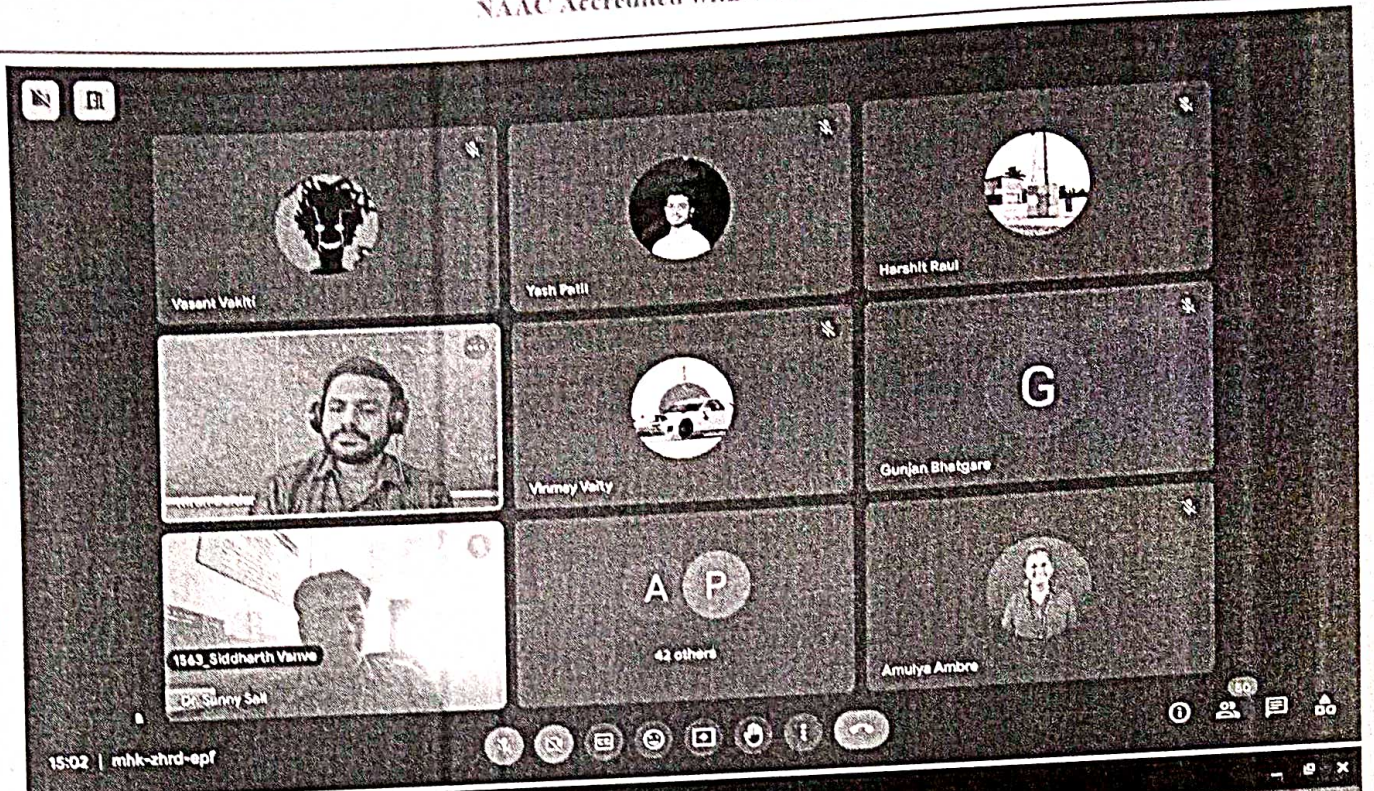 NAAC Accredited with
Vasant Vakiti
Yash Patil
Harshit Raul
Vinmay Vaity
G
Gunjan Bhatgare
1563_Siddharth Vanve
Dr. Sunny Sall
A P
42 others
Amulya Ambre
50
15:02 | mhk-zhrd-epf